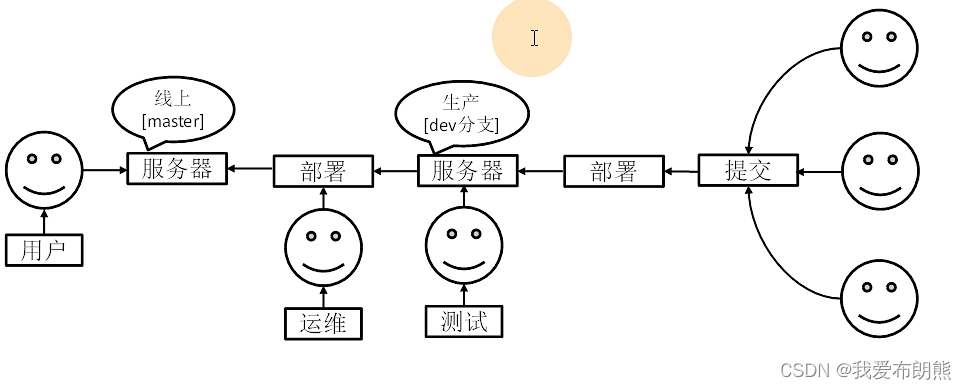 线上
[master]
生产
[dev分支]
服务器
部署
服务器
部署
提交
用户
运维
测试
CSDN @我爱布朗熊